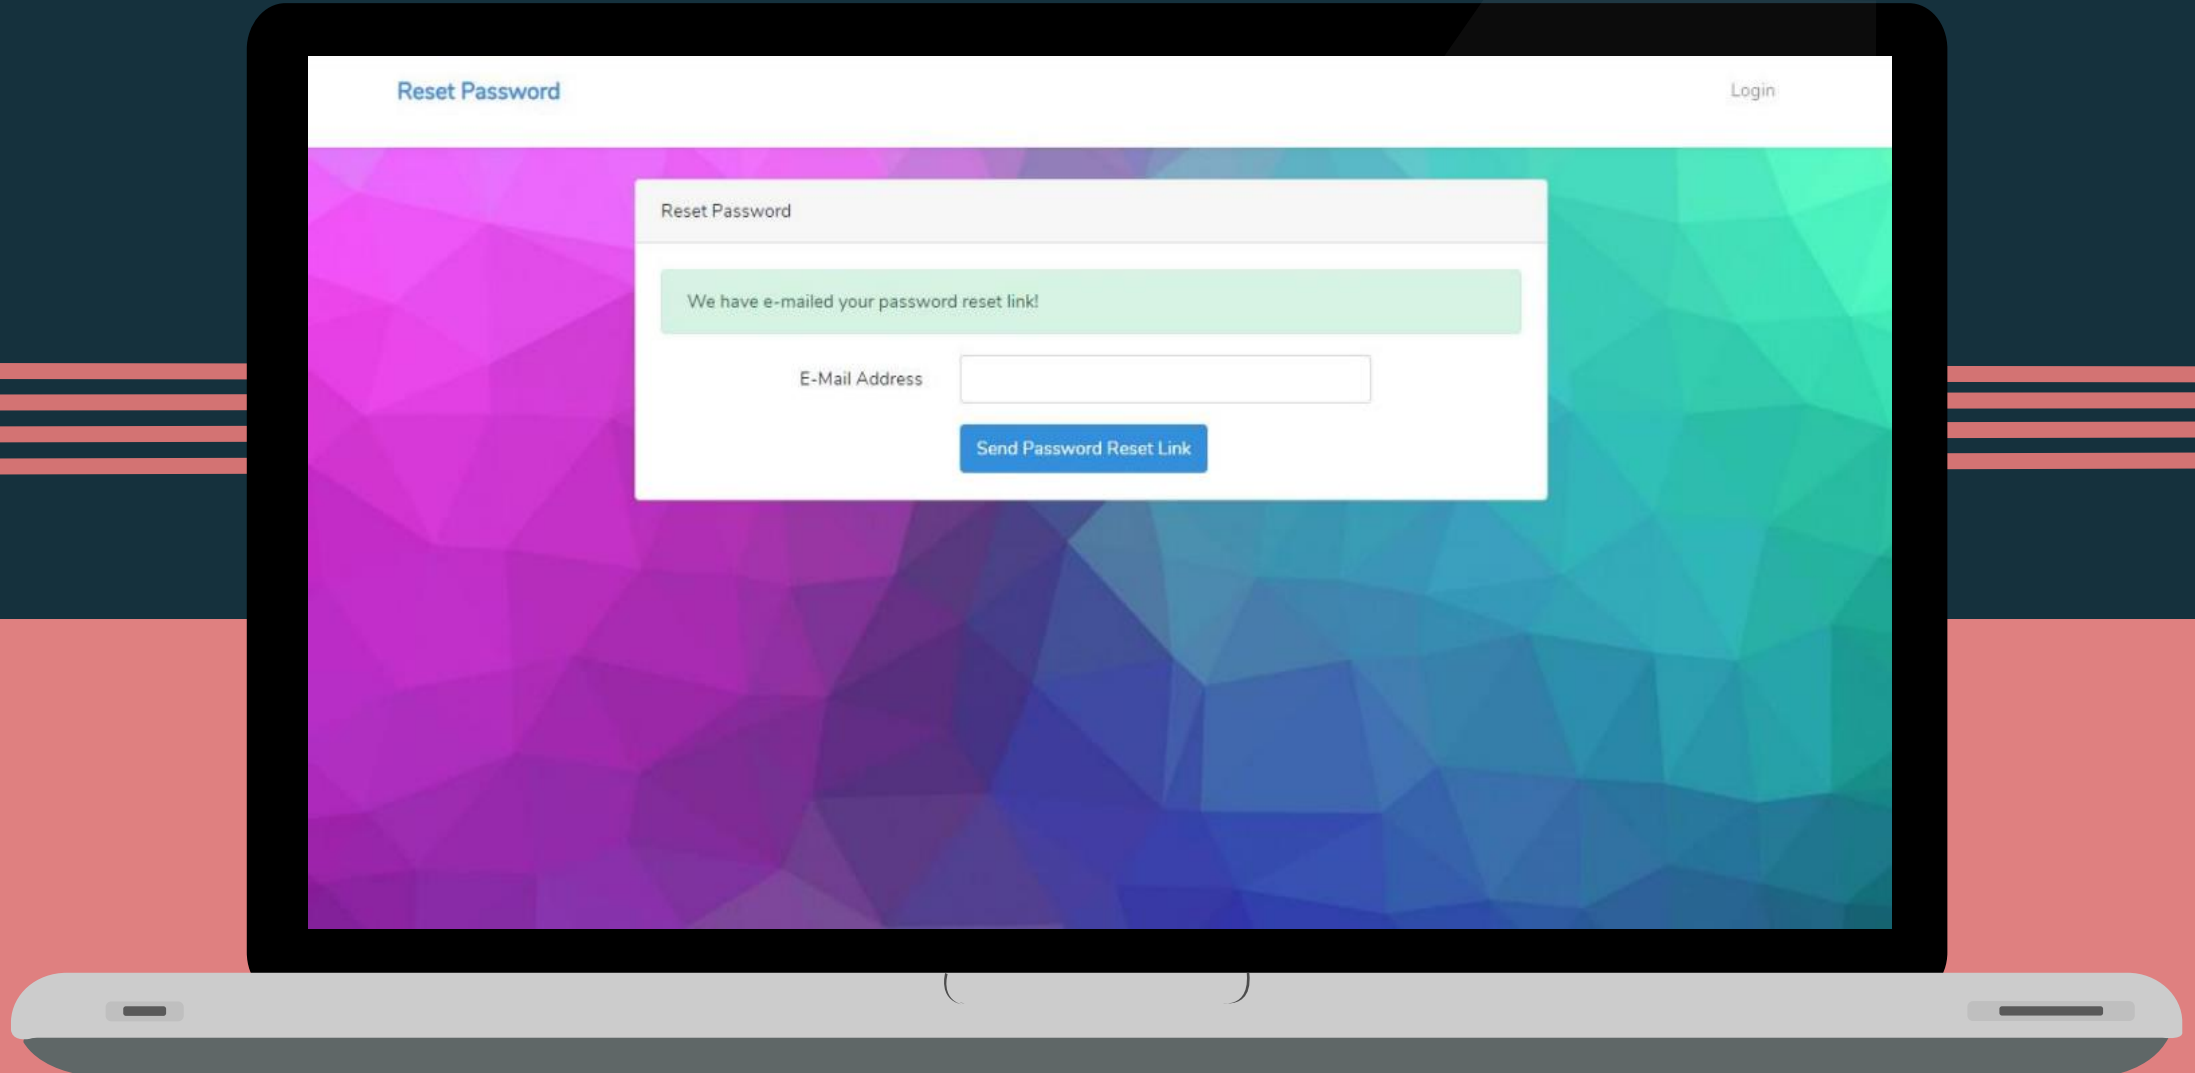 Reset Password
Login
Reset Password
We have e-mailed your password reset link!
E-Mail Address
Send Password Reset Link